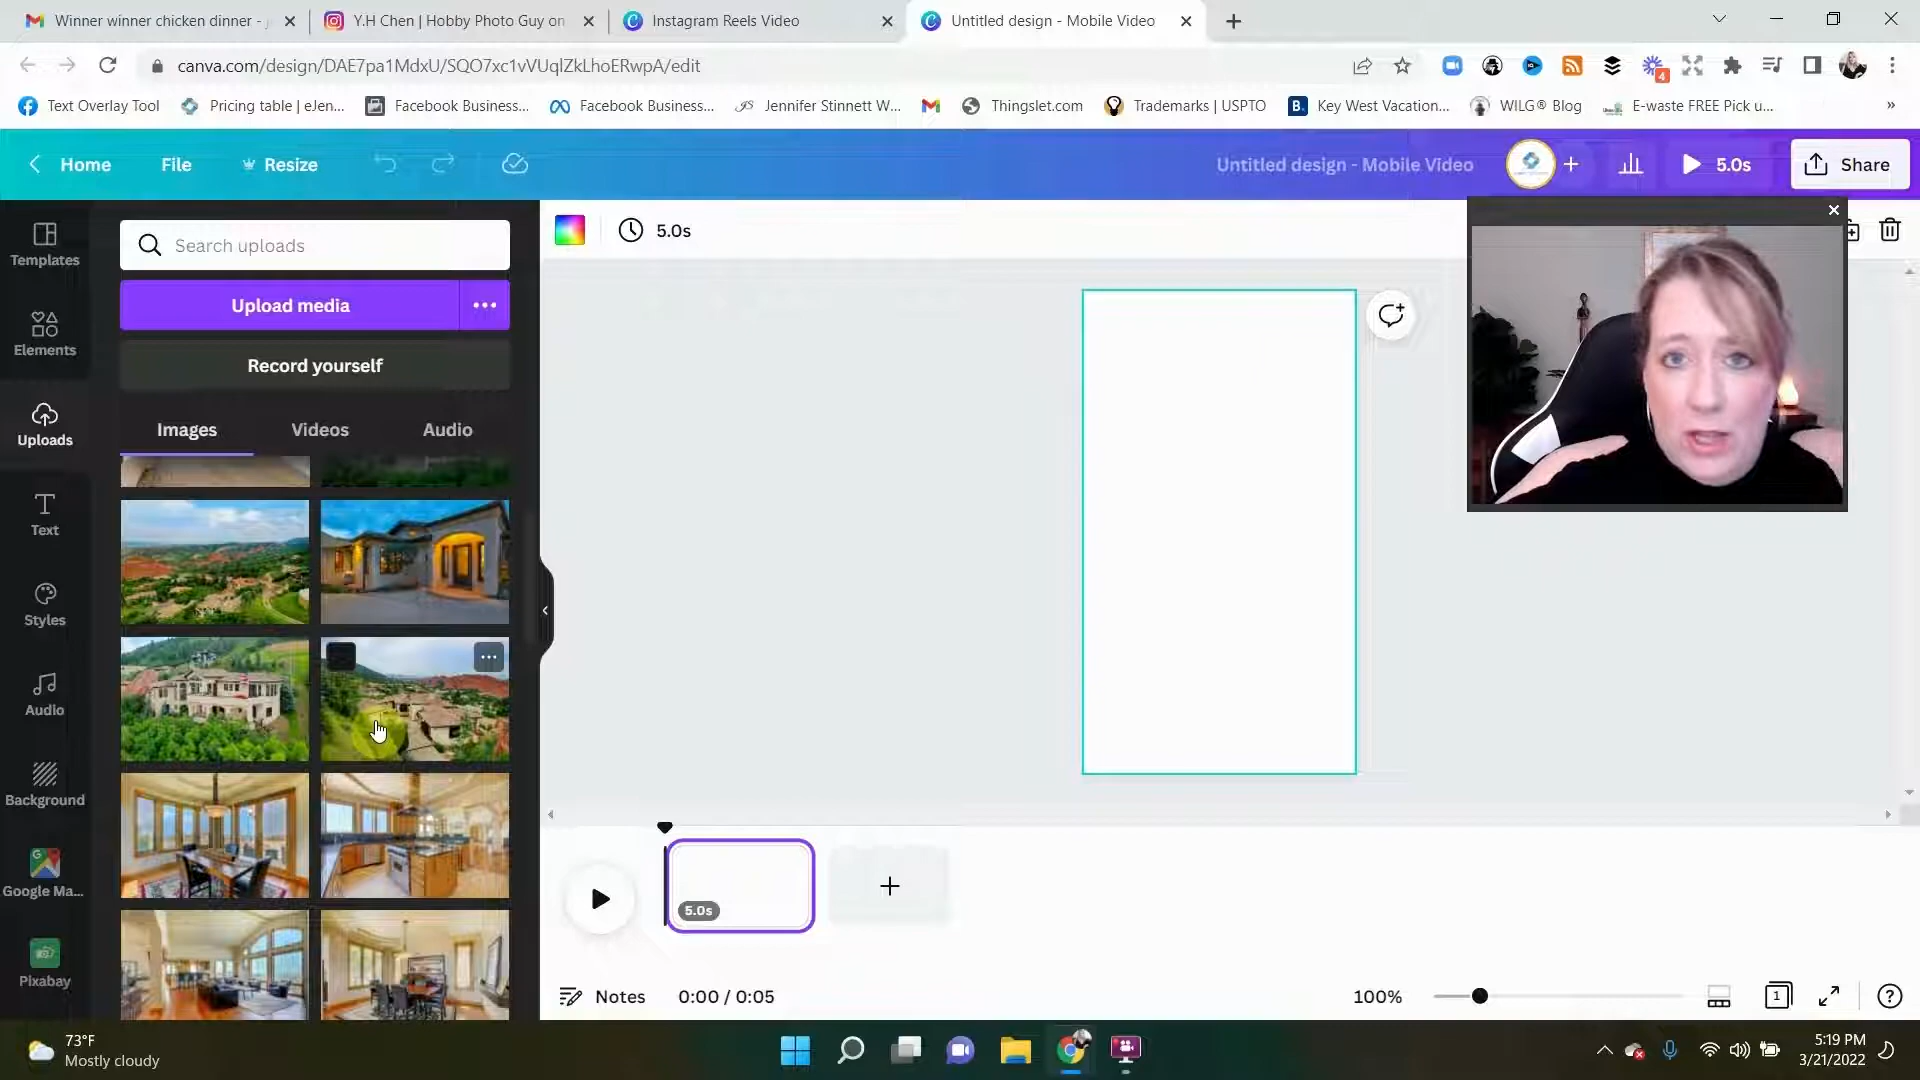 Winner winner chicken dinner -
Y.H Chen | Hobby Photo Guy on
Instagram Reels Video
Untitled design - Mobile Video
canva.com/design/DAE7pa1MdxU/SQO7xc1vVUqlZkLhoERwpA/edit
4
Text Overlay Tool
Pricing table | eJen...
Facebook Business...
Facebook Business...
Jennifer Stinnett W...
Thingslet.com
Trademarks | USPTO
Key West Vacation...
WILG® Blog
E-waste FREE Pick u...
Home
File
Resize
Untitled design - Mobile Video
5.0s
Share
Templates
Elements
Uploads
Text
Styles
Audio
Background
Google Ma...
Pixabay
Search uploads
Upload media
Record yourself
Images
Videos
Audio
5.0s
5.0s
Notes
0:00 / 0:05
100%
1
73°F
Mostly cloudy
5:19 PM
3/21/2022